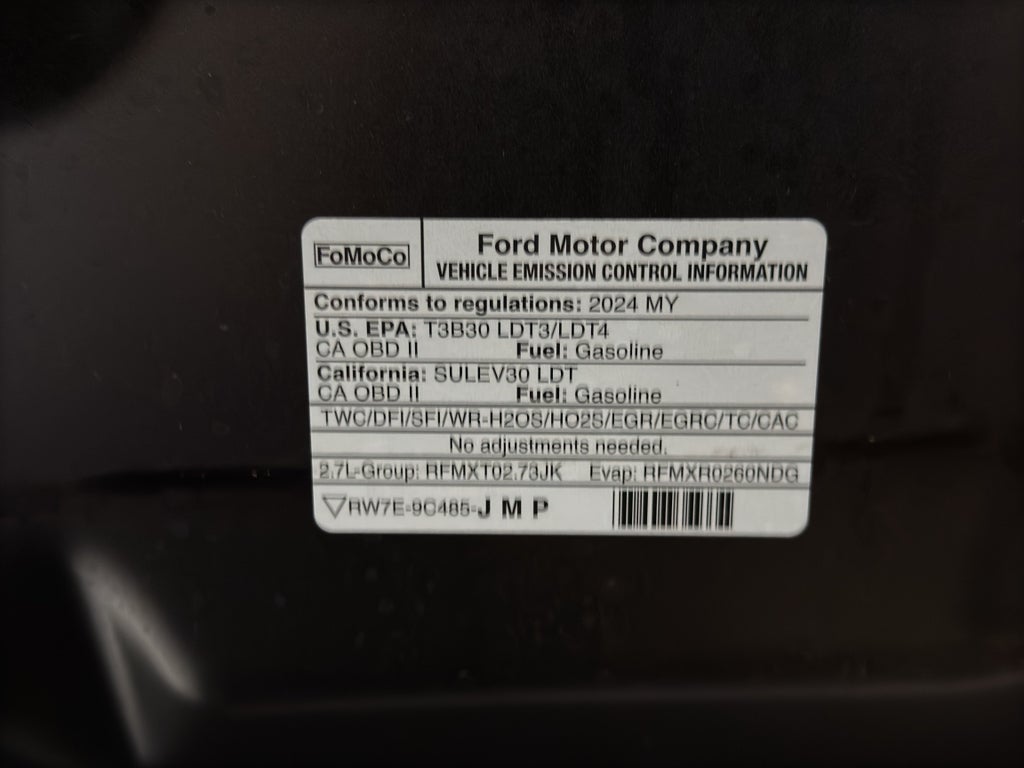 FoMoCo
Ford Motor Company
VEHICLE EMISSION CONTROL INFORMATION
Conforms to regulations: 2024 MY
U.S. EPA: T3B30 LDT3/LDT4
CA OBD II Fuel: Gasoline
California: SULEV30 LDT
CA OBD II Fuel: Gasoline
TWC/DFI/SFI/WR-H2OS/HO2S/EGR/EGRC/TC/CAC
No adjustments needed.
2.7L-Group: RFMXT02.73JK Evap: RFMXR0260NDG
▽RW7E-9C485-J M P